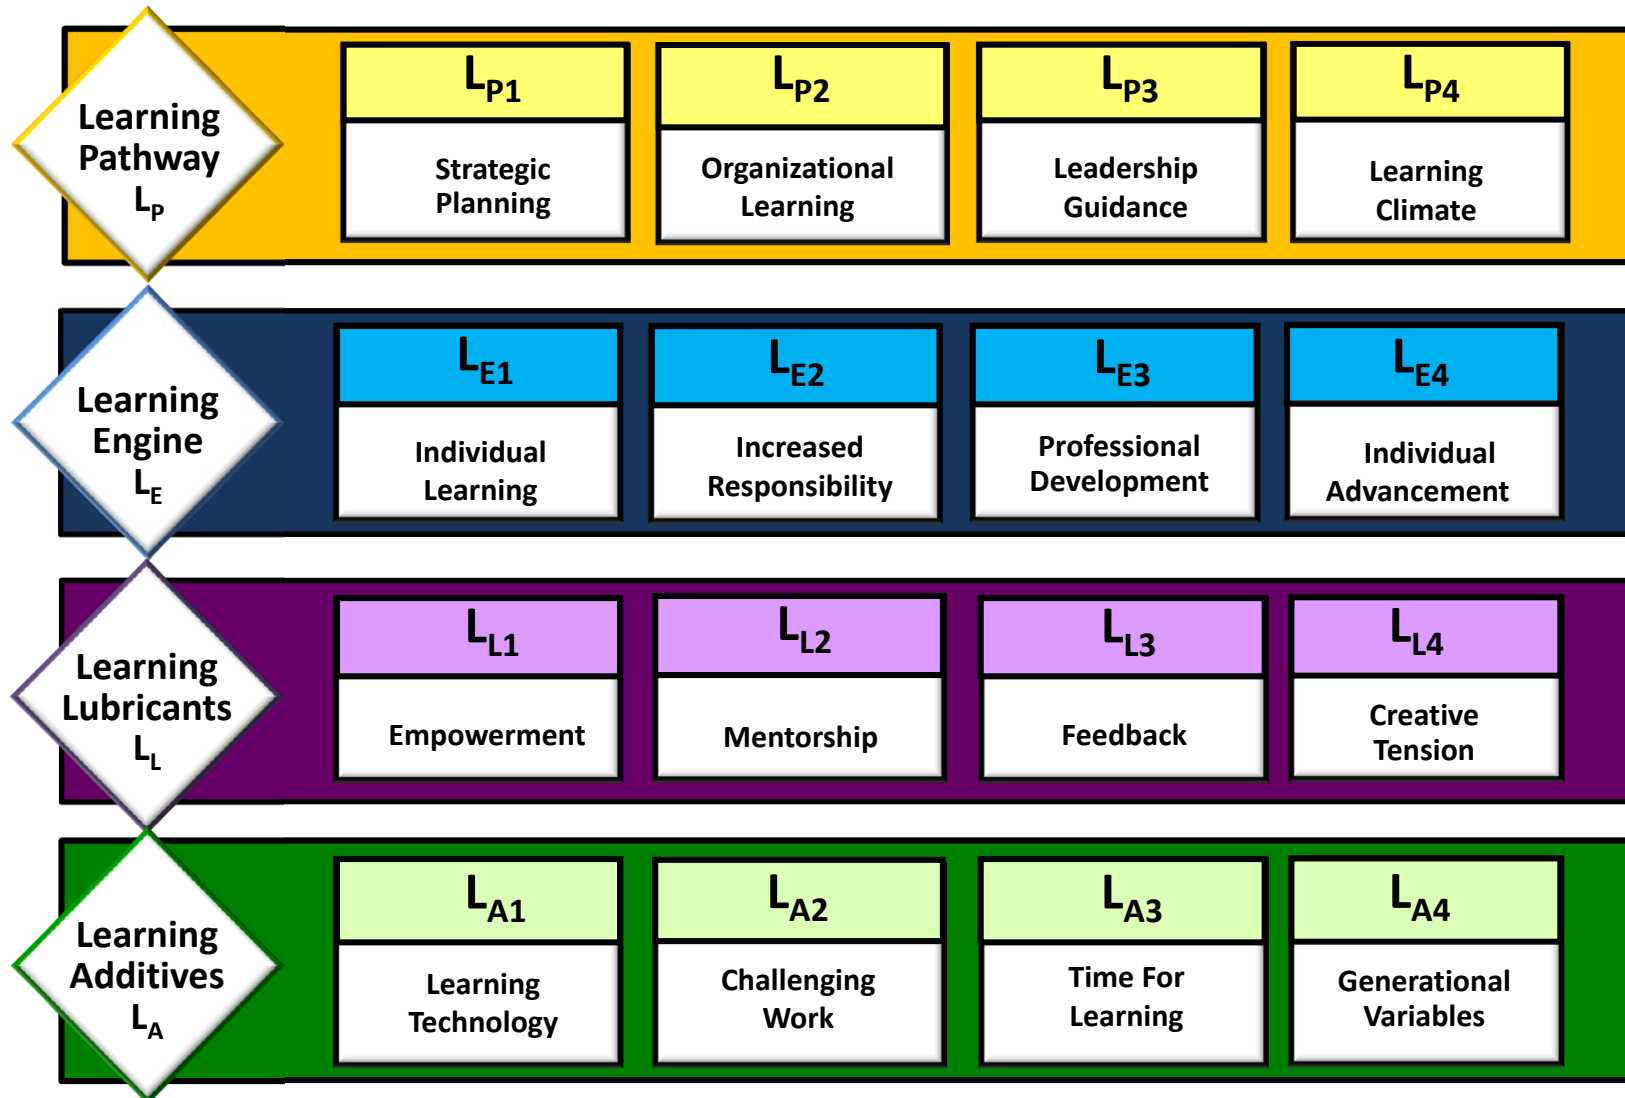 Learning
Pathway
LP
LP1
Strategic
Planning
LP2
Organizational
Learning
LP3
Leadership
Guidance
LP4
Learning
Climate
Learning
Engine
LE
LE1
Individual
Learning
LE2
Increased
Responsibility
LE3
Professional
Development
LE4
Individual
Advancement
Learning
Lubricants
LL
LL1
Empowerment
LL2
Mentorship
LL3
Feedback
LL4
Creative
Tension
Learning
Additives
LA
LA1
Learning
Technology
LA2
Challenging
Work
LA3
Time For
Learning
LA4
Generational
Variables